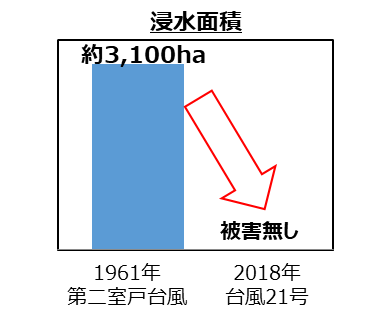 浸水面積
約3,100ha
被害無し
1961年
第二室戸台風
2018年
台風21号